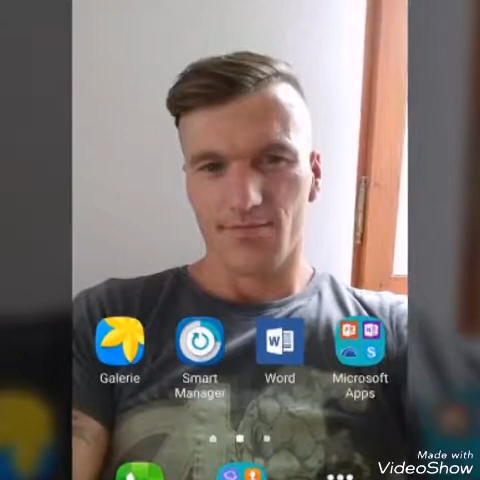 Galerie
Smart Manager
Word
Microsoft Apps
W
P
N
S
Made with
VideoShow